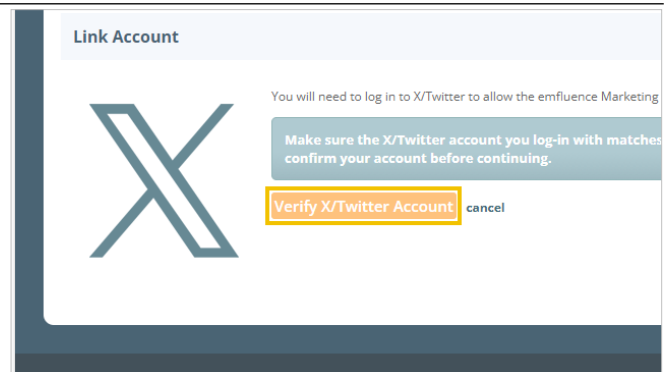 Link Account
You will need to log in to X/Twitter to allow the emfluence Marketing
Make sure the X/Twitter account you log-in with matches
confirm your account before continuing.
Verify X/Twitter Account cancel